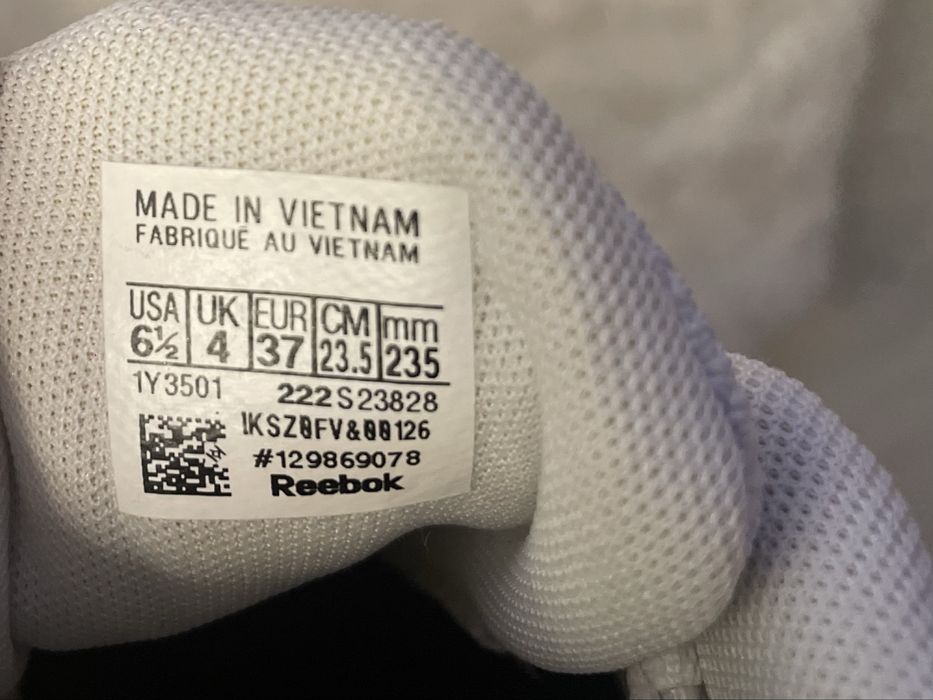 MADE IN VIETNAM
FABRIQUÉ AU VIETNAM
USA UK EUR CM mm
6½ 4 37 23.5 235
1Y3501 222 S23828
IKSZ0FV&00126
#129869078
Reebok